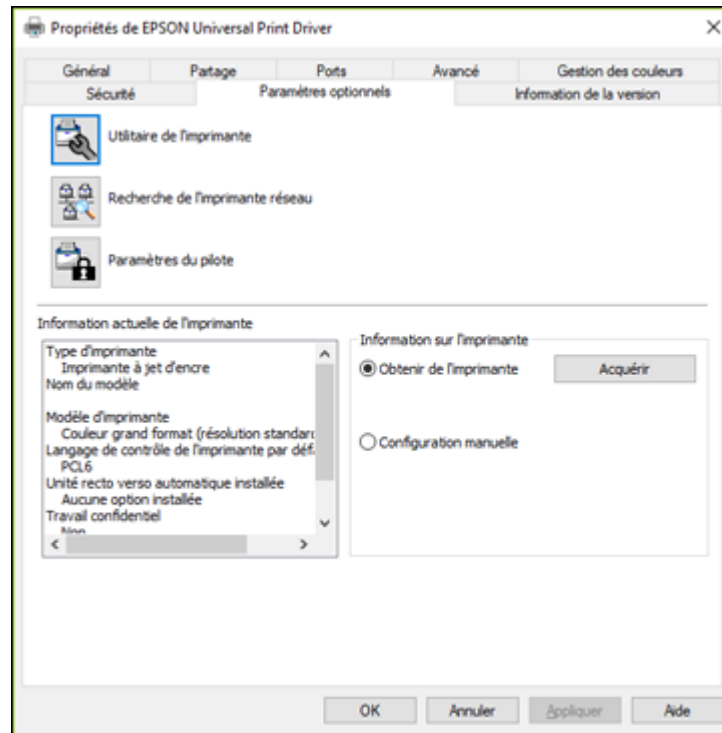 Propriétés de EPSON Universal Print Driver
Général Partage Ports Avancé Gestion des couleurs
Sécurité Paramètres optionnels Information de la version
Utilitaire de l'imprimante
Recherche de l'imprimante réseau
Paramètres du pilote
Information actuelle de l'imprimante
Type d'imprimante
Imprimante à jet d'encre
Nom du modèle
Modèle d'imprimante
Couleur grand format (résolution standard
Langage de contrôle de l'imprimante par défa
PCL6
Unité recto verso automatique installée
Aucune option installée
Travail confidentiel
Non
Information sur l'imprimante
Obtenir de l'imprimante Acquérir
Configuration manuelle
OK Annuler Appliquer Aide